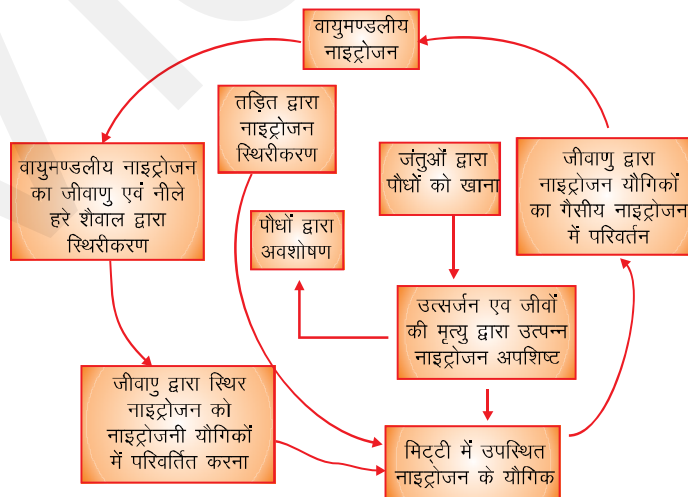 वायुमण्डलीय
नाइट्रोजन
तड़ित द्वारा
नाइट्रोजन
स्थिरीकरण
वायुमण्डलीय नाइट्रोजन
का जीवाणु एवं नीले
हरे शैवाल द्वारा
स्थिरीकरण
जंतुओं द्वारा
पौधों को खाना
जीवाणु द्वारा
नाइट्रोजन यौगिकों
का गैसीय नाइट्रोजन
में परिवर्तन
पौधों द्वारा
अवशोषण
उत्सर्जन एव जीवों
की मृत्यु द्वारा उत्पन्न
नाइट्रोजन अपशिष्ट
जीवाणु द्वारा स्थिर
नाइट्रोजन को
नाइट्रोजनी यौगिकों
में परिवर्तित करना
मिट्टी में उपस्थित
नाइट्रोजन के यौगिक